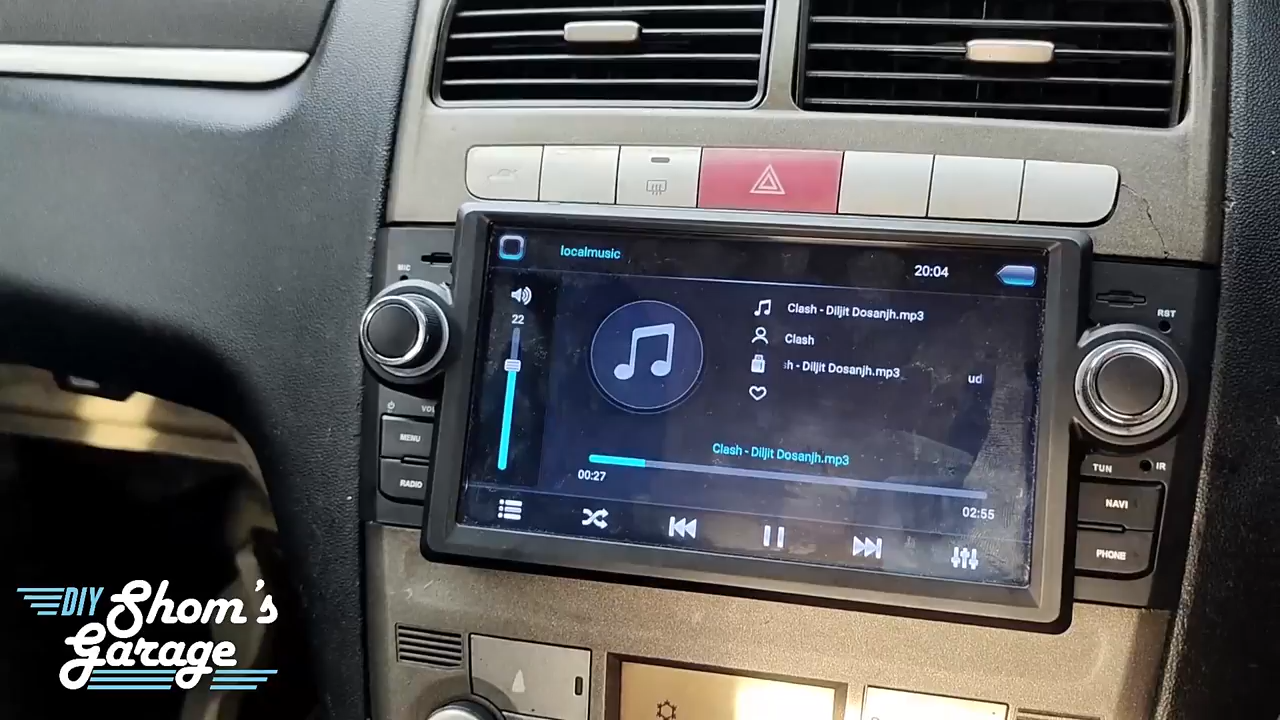 localmusic
20:04
MIC
RST
22
Clash - Diljit Dosanjh.mp3
Clash
h - Diljit Dosanjh.mp3
ud
VOL
MENU
RADIO
Clash - Diljit Dosanjh.mp3
00:27
02:55
TUN
IR
NAVI
PHONE
DIY Shom's
Garage